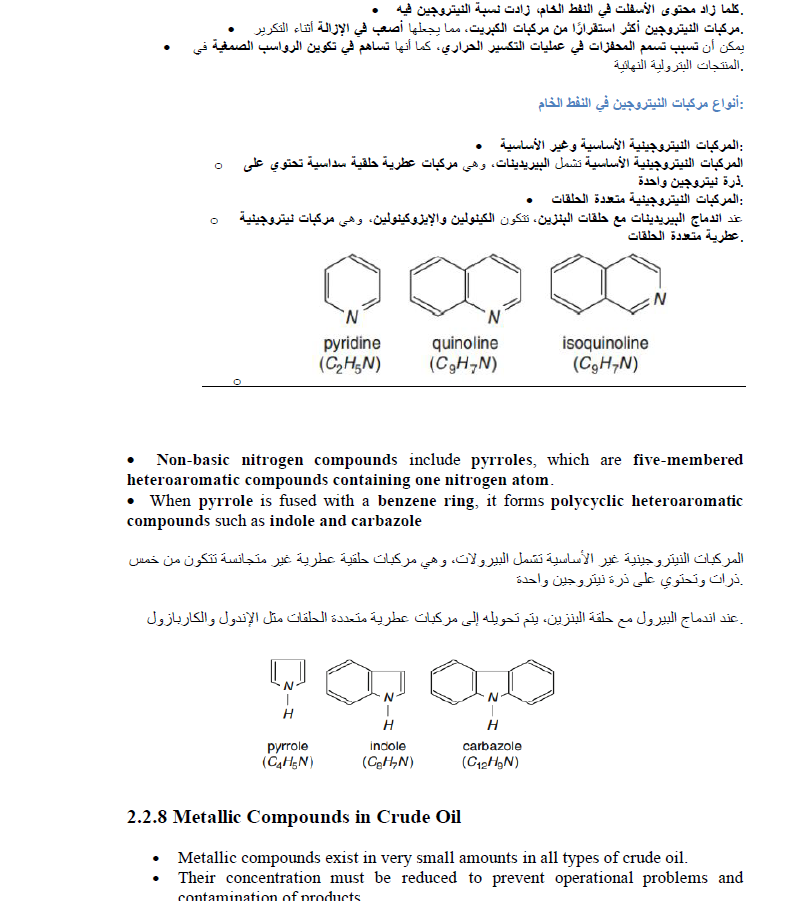 كلما زاد محتوى الأسفلت في النفط الخام، زادت نسبة النيتروجين فيه.
مركبات النيتروجين أكثر استقرارًا من مركبات الكبريت، مما يجعلها أصعب في الإزالة أثناء التكرير.
يمكن أن تسبب تسمم المحفزات في عمليات التكسير الحراري، كما أنها تساهم في تكوين الرواسب الصمغية في
المنتجات البترولية النهائية.
أنواع مركبات النيتروجين في النفط الخام:
المركبات النيتروجينية الأساسية وغير الأساسية:
المركبات النيتروجينية الأساسية تشمل البيريدينات، وهي مركبات عطرية حلقية سداسية تحتوي على
ذرة نيتروجين واحدة.
المركبات النيتروجينية متعددة الحلقات:
عند اندماج البيريدينات مع حلقات البنزين، تتكون الكينولين والإيزوكينولين، وهي مركبات نيتروجينية
عطرية متعددة الحلقات.
N N N
pyridine quinoline isoquinoline
(C₂H₅N) (C₉H₇N) (C₉H₇N)
• Non-basic nitrogen compounds include pyrroles, which are five-membered
heteroaromatic compounds containing one nitrogen atom.
• When pyrrole is fused with a benzene ring, it forms polycyclic heteroaromatic
compounds such as indole and carbazole
المركبات النيتروجينية غير الأساسية تشمل البيرولات، وهي مركبات حلقية عطرية غير متجانسة تتكون من خمس
ذرات وتحتوي على ذرة نيتروجين واحدة.
عند اندماج البيرول مع حلقة البنزين، يتم تحويله إلى مركبات عطرية متعددة الحلقات مثل الإندول والكاربازول.
N N N
H H H
pyrrole indole carbazole
(C₄H₅N) (C₈H₇N) (C₁₂H₉N)
2.2.8 Metallic Compounds in Crude Oil
• Metallic compounds exist in very small amounts in all types of crude oil.
• Their concentration must be reduced to prevent operational problems and
contamination of products